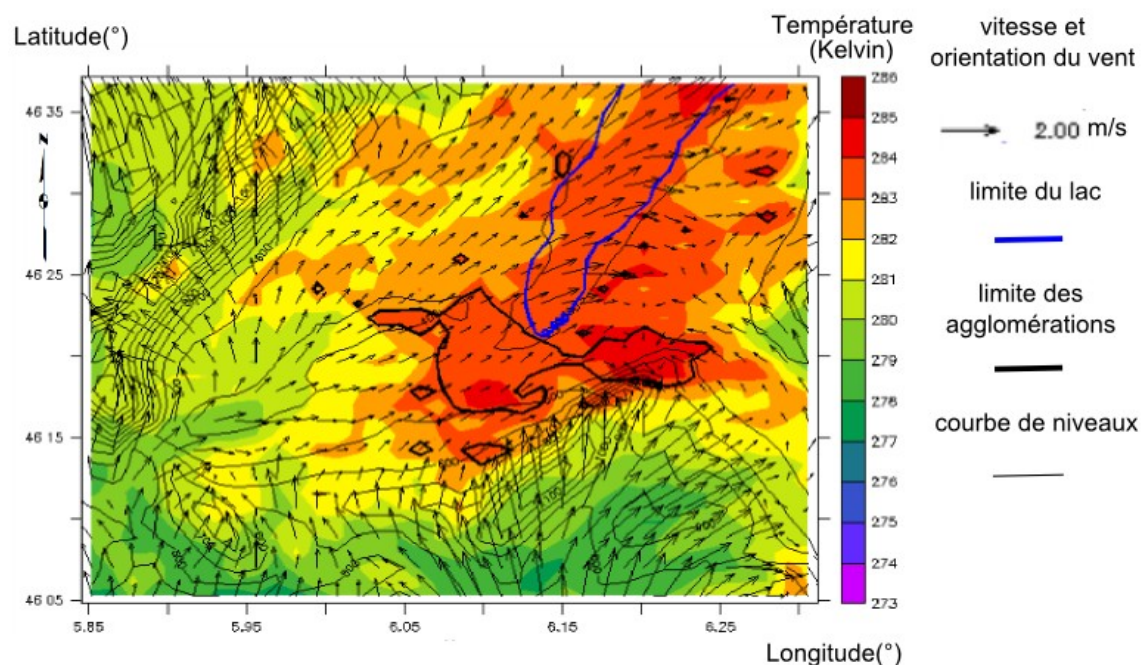 Latitude(°)
Température
(Kelvin)
vitesse et
orientation du vent
2.00 m/s
limite du lac
limite des
agglomérations
courbe de niveaux
46 35
46 25
46 15
46 05
N
286
285
284
283
282
281
280
279
278
277
276
275
274
273
5.85
5.95
6.05
6.15
6.25
Longitude(°)